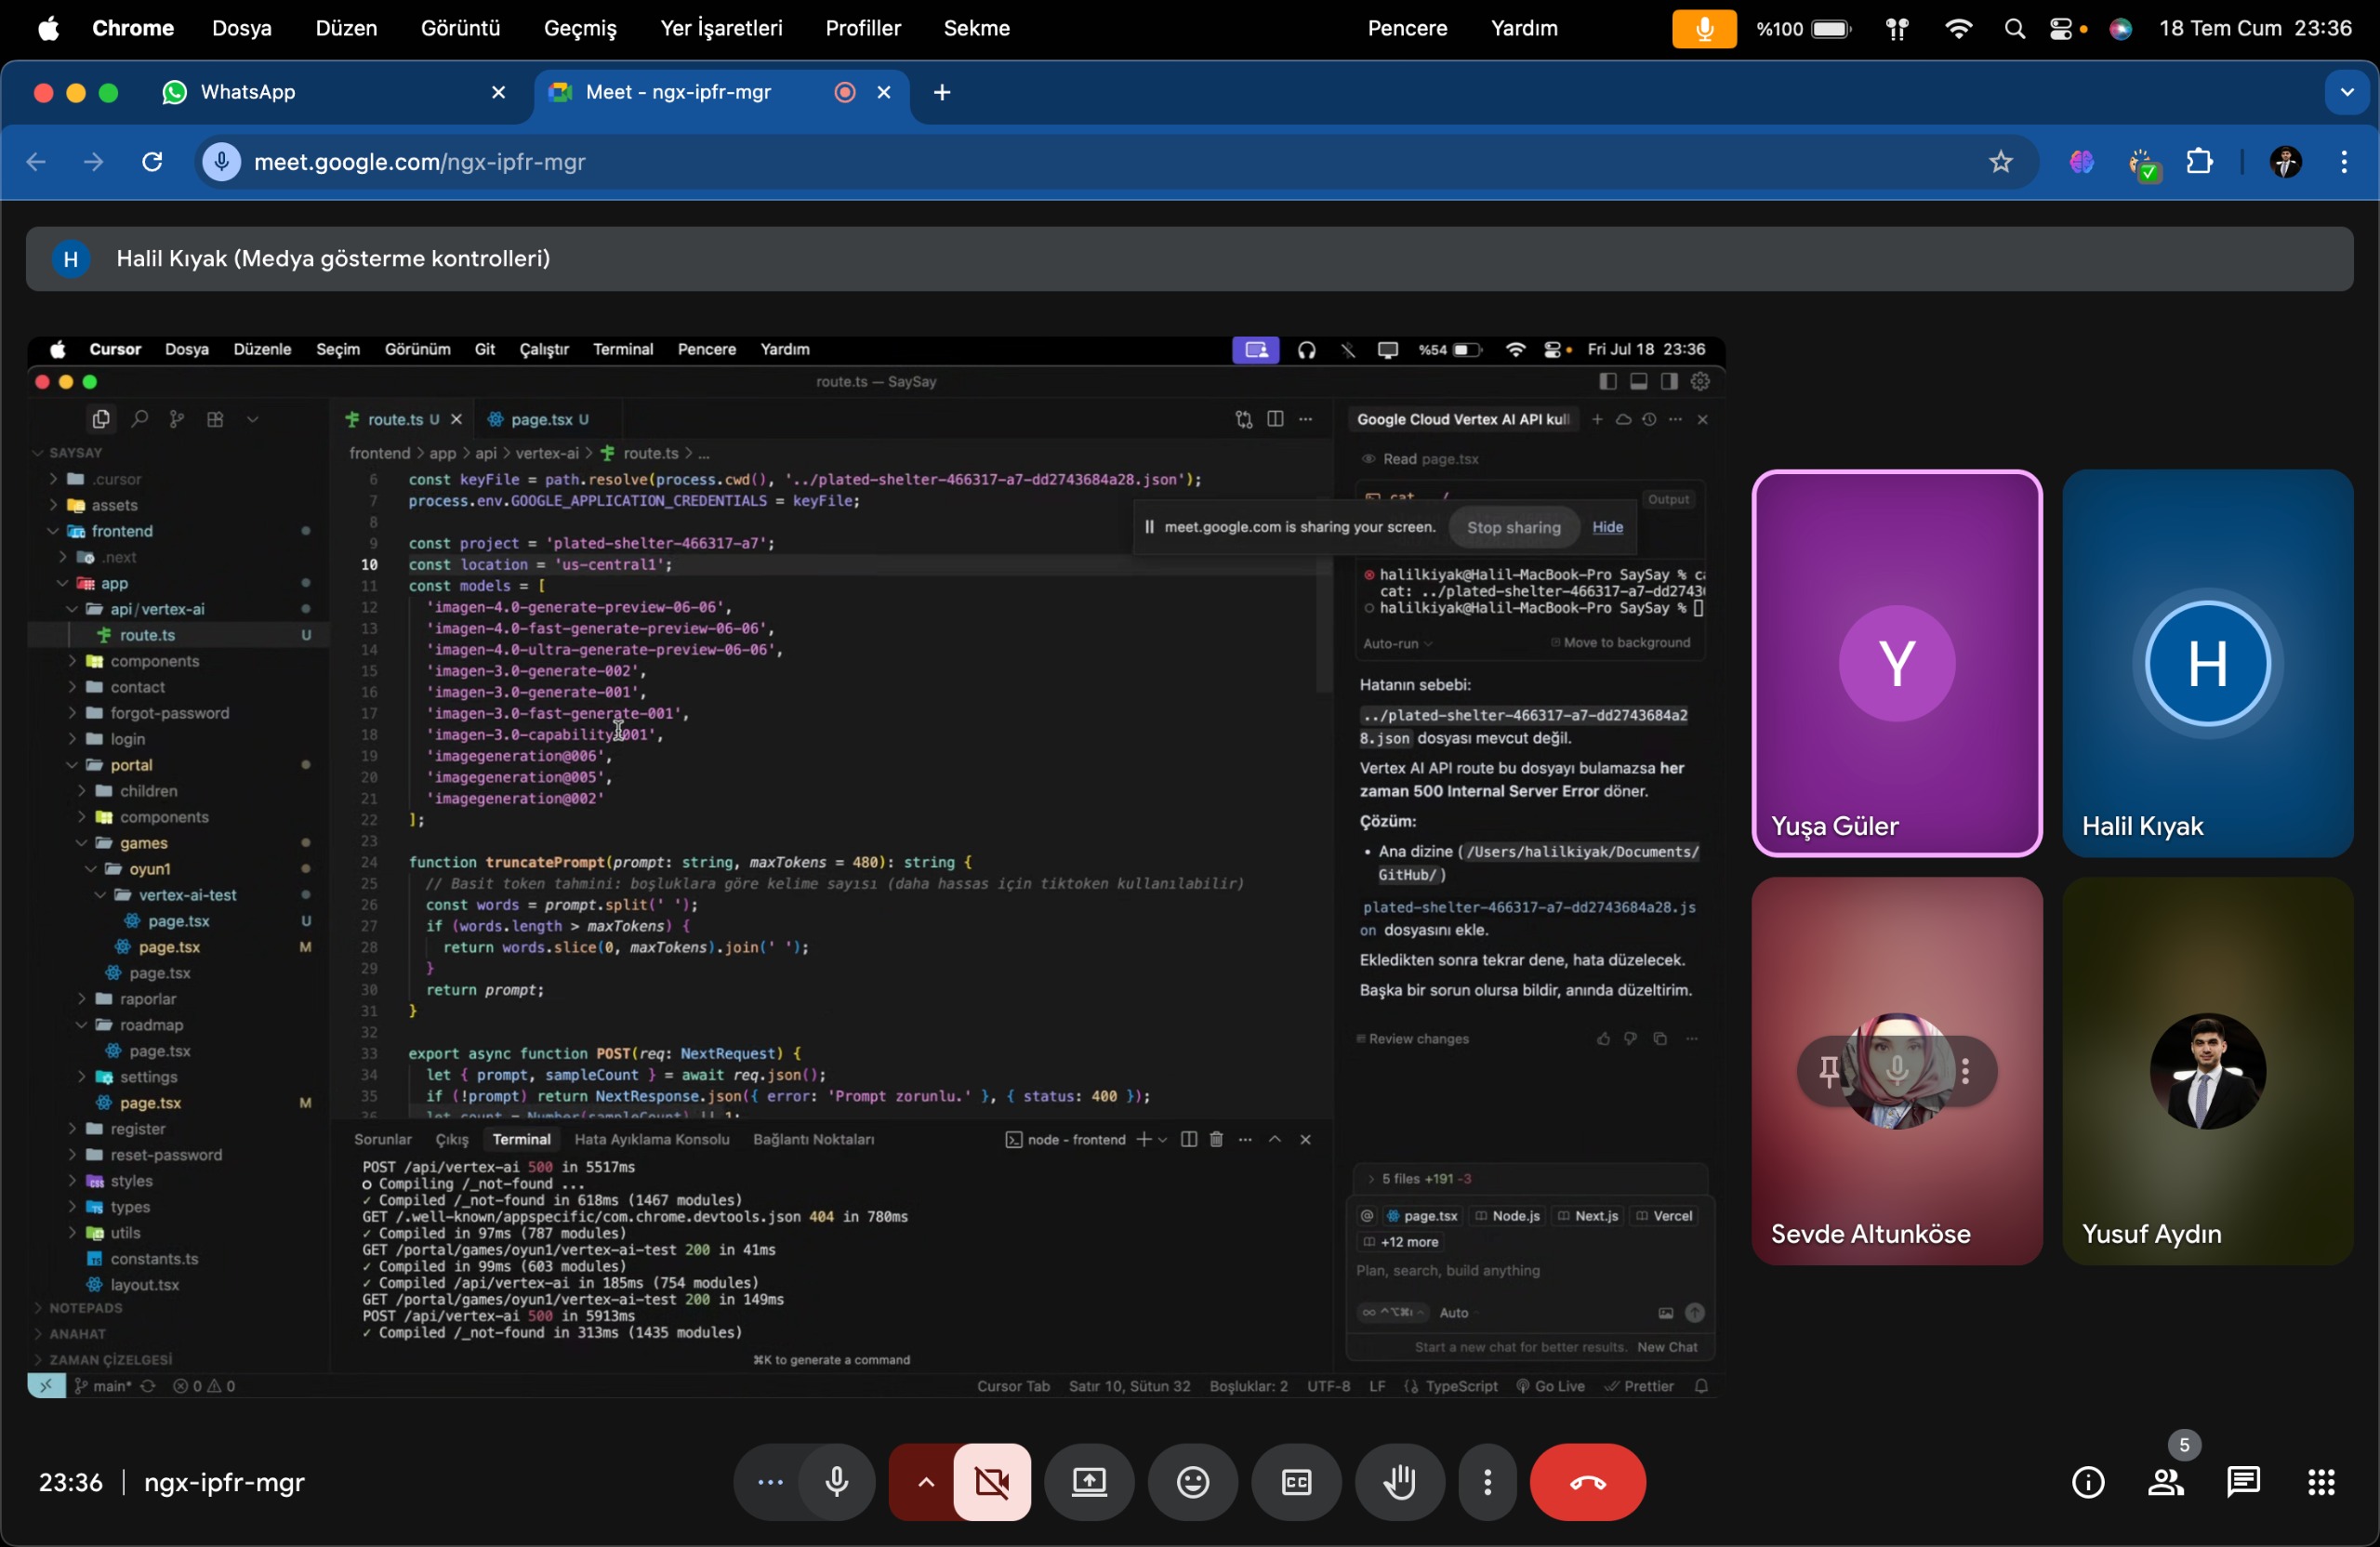 Chrome Dosya Düzen Görüntü Geçmiş Yer İşaretleri Profiller Sekme Pencere Yardım %100 18 Tem Cum 23:36
WhatsApp
Meet - ngx-ipfr-mgr
meet.google.com/ngx-ipfr-mgr
H Halil Kıyak (Medya gösterme kontrolleri)
Cursor Dosya Düzenle Seçim Görünüm Git Çalıştır Terminal Pencere Yardım %54 Fri Jul 18 23:36
route.ts — SaySay
route.ts U
page.tsx U
Google Cloud Vertex AI API kull
SAYSAY
.cursor
assets
frontend
.next
app
api/vertex-ai
route.ts U
components
contact
forgot-password
login
portal
children
components
games
oyun1
vertex-ai-test
page.tsx U
page.tsx M
page.tsx
raporlar
roadmap
page.tsx
settings
page.tsx M
register
reset-password
styles
types
utils
constants.ts
layout.tsx
NOTEPADS
ANAHAT
ZAMAN ÇİZELGESİ
frontend > app > api > vertex-ai > route.ts > ...
6 const keyFile = path.resolve(process.cwd(), '../plated-shelter-466317-a7-dd2743684a28.json');
7 process.env.GOOGLE_APPLICATION_CREDENTIALS = keyFile;
8
9 const project = 'plated-shelter-466317-a7';
10 const location = 'us-central1';
11 const models = [
12 'imagen-4.0-generate-preview-06-06',
13 'imagen-4.0-fast-generate-preview-06-06',
14 'imagen-4.0-ultra-generate-preview-06-06',
15 'imagen-3.0-generate-002',
16 'imagen-3.0-generate-001',
17 'imagen-3.0-fast-generate-001',
18 'imagen-3.0-capability-001',
19 'imagegeneration@006',
20 'imagegeneration@005',
21 'imagegeneration@002'
22 ];
23
24 function truncatePrompt(prompt: string, maxTokens = 480): string {
25 // Basit token tahmini: boşluklara göre kelime sayısı (daha hassas için tiktoken kullanılabilir)
26 const words = prompt.split(' ');
27 if (words.length > maxTokens) {
28 return words.slice(0, maxTokens).join(' ');
29 }
30 return prompt;
31 }
32
33 export async function POST(req: NextRequest) {
34 let { prompt, sampleCount } = await req.json();
35 if (!prompt) return NextResponse.json({ error: 'Prompt zorunlu.' }, { status: 400 });
36 let count = Number(sampleCount) || 1;
meet.google.com is sharing your screen. Stop sharing Hide
Read page.tsx
cat ../
Output
halilkiyak@Halil-MacBook-Pro SaySay % ca
cat: ../plated-shelter-466317-a7-dd2743
halilkiyak@Halil-MacBook-Pro SaySay %
Auto-run Move to background
Hatanın sebebi:
../plated-shelter-466317-a7-dd2743684a2
8.json dosyası mevcut değil.
Vertex AI API route bu dosyayı bulamazsa her
zaman 500 Internal Server Error döner.
Çözüm:
• Ana dizine (/Users/halilkiyak/Documents/
GitHub/)
plated-shelter-466317-a7-dd2743684a28.js
on dosyasını ekle.
Ekledikten sonra tekrar dene, hata düzelecek.
Başka bir sorun olursa bildir, anında düzeltirim.
Review changes
5 files +191 -3
@ page.tsx Node.js Next.js Vercel
+12 more
Plan, search, build anything
Auto
Start a new chat for better results. New Chat
Sorunlar Çıkış Terminal Hata Ayıklama Konsolu Bağlantı Noktaları node - frontend
POST /api/vertex-ai 500 in 5517ms
○ Compiling /_not-found ...
✓ Compiled /_not-found in 618ms (1467 modules)
GET /.well-known/appspecific/com.chrome.devtools.json 404 in 780ms
✓ Compiled in 97ms (787 modules)
GET /portal/games/oyun1/vertex-ai-test 200 in 41ms
✓ Compiled in 99ms (603 modules)
✓ Compiled /api/vertex-ai in 185ms (754 modules)
GET /portal/games/oyun1/vertex-ai-test 200 in 149ms
POST /api/vertex-ai 500 in 5913ms
✓ Compiled /_not-found in 313ms (1435 modules)
⌘K to generate a command
main* 0 0 Cursor Tab Satır 10, Sütun 32 Boşluklar: 2 UTF-8 LF TypeScript Go Live Prettier
Y
Yuşa Güler
H
Halil Kıyak
Sevde Altunköse
Yusuf Aydın
23:36 | ngx-ipfr-mgr
CC
5